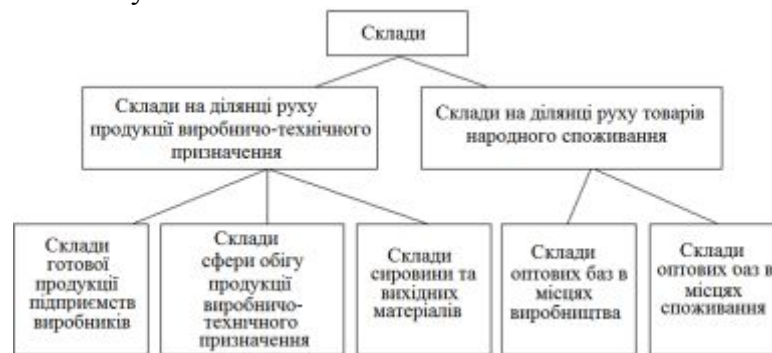 Склади
Склади на ділянці руху
продукції виробничо-технічного
призначення
Склади на ділянці руху товарів
народного споживання
Склади
готової
продукції
підприємств
виробників
Склади
сфери обігу
продукції
виробничо-
технічного
призначення
Склади
сировини та
вихідних
матеріалів
Склади
оптових баз в
місцях
виробництва
Склади
оптових баз в
місцях
споживання